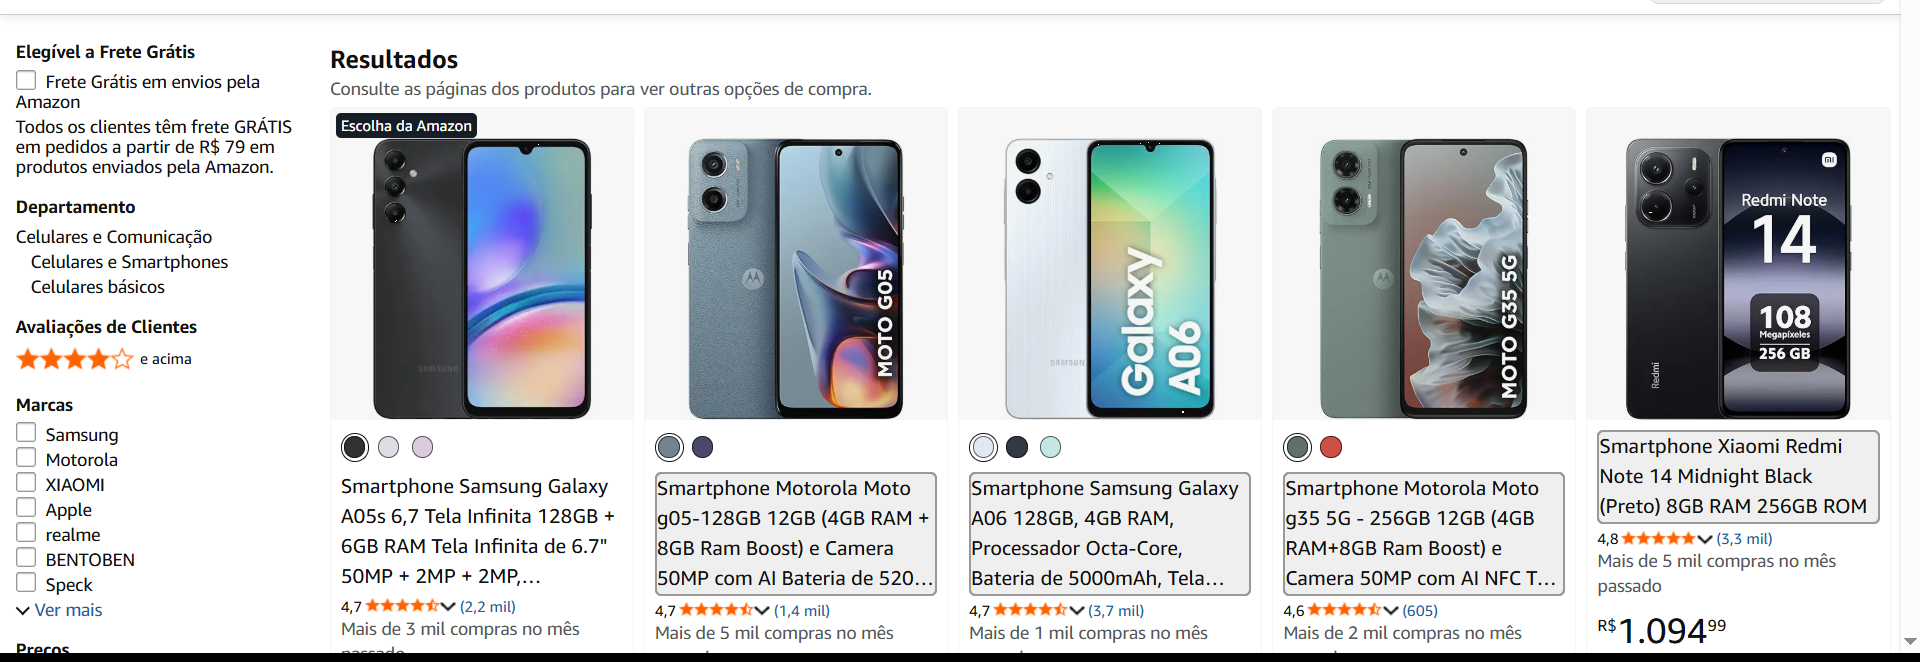 Elegível a Frete Grátis
Frete Grátis em envios pela
Amazon
Todos os clientes têm frete GRÁTIS
em pedidos a partir de R$ 79 em
produtos enviados pela Amazon.
Departamento
Celulares e Comunicação
Celulares e Smartphones
Celulares básicos
Avaliações de Clientes
e acima
Marcas
Samsung
Motorola
XIAOMI
Apple
realme
BENTOBEN
Speck
Ver mais
Preços
Resultados
Consulte as páginas dos produtos para ver outras opções de compra.
Escolha da Amazon
SAMSUNG
Smartphone Samsung Galaxy
A05s 6,7 Tela Infinita 128GB +
6GB RAM Tela Infinita de 6.7"
50MP + 2MP + 2MP,...
4,7 (2,2 mil)
Mais de 3 mil compras no mês
passado
MOTO G05
Smartphone Motorola Moto
g05-128GB 12GB (4GB RAM +
8GB Ram Boost) e Camera
50MP com AI Bateria de 520...
4,7 (1,4 mil)
Mais de 5 mil compras no mês
SAMSUNG
Galaxy
A06
Smartphone Samsung Galaxy
A06 128GB, 4GB RAM,
Processador Octa-Core,
Bateria de 5000mAh, Tela...
4,7 (3,7 mil)
Mais de 1 mil compras no mês
MOTO G35 5G
Smartphone Motorola Moto
g35 5G - 256GB 12GB (4GB
RAM+8GB Ram Boost) e
Camera 50MP com AI NFC T...
4,6 (605)
Mais de 2 mil compras no mês
Redmi Note
14
108
Megapíxeles
256 GB
Redmi
Smartphone Xiaomi Redmi
Note 14 Midnight Black
(Preto) 8GB RAM 256GB ROM
4,8 (3,3 mil)
Mais de 5 mil compras no mês
passado
R$ 1.094 99